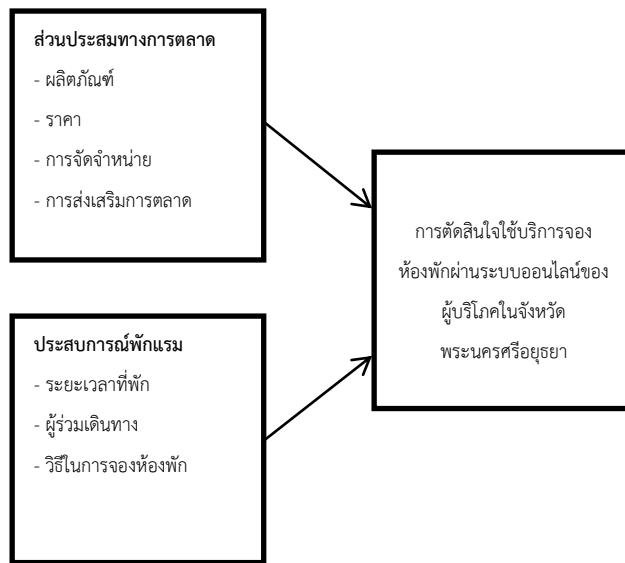 ส่วนประสมทางการตลาด
- ผลิตภัณฑ์
- ราคา
- การจัดจำหน่าย
- การส่งเสริมการตลาด
ประสบการณ์พักแรม
- ระยะเวลาที่พัก
- ผู้ร่วมเดินทาง
- วิธีในการจองห้องพัก
การตัดสินใจใช้บริการจอง
ห้องพักผ่านระบบออนไลน์ของ
ผู้บริโภคในจังหวัด
พระนครศรีอยุธยา